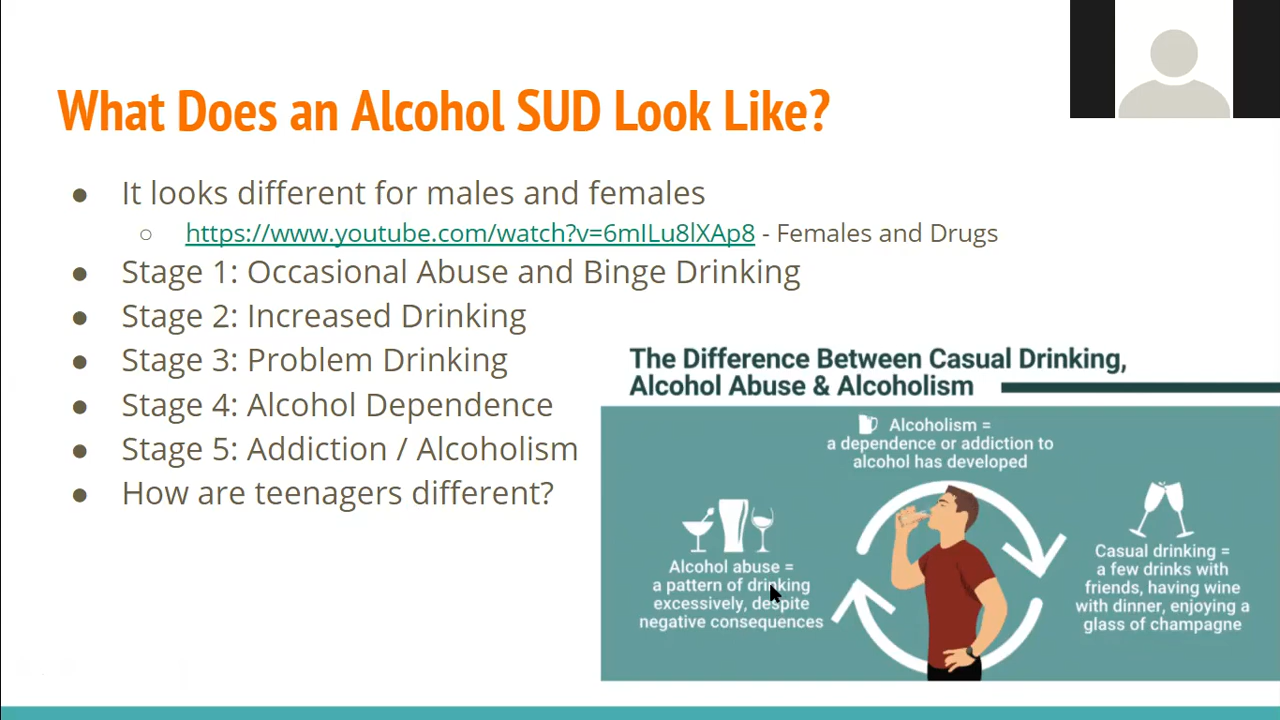 What Does an Alcohol SUD Look Like?
● It looks different for males and females
○ https://www.youtube.com/watch?v=6mILu8lXAp8 - Females and Drugs
● Stage 1: Occasional Abuse and Binge Drinking
● Stage 2: Increased Drinking
● Stage 3: Problem Drinking
● Stage 4: Alcohol Dependence
● Stage 5: Addiction / Alcoholism
● How are teenagers different?
The Difference Between Casual Drinking,
Alcohol Abuse & Alcoholism
Alcoholism =
a dependence or addiction to
alcohol has developed
Alcohol abuse =
a pattern of drinking
excessively, despite
negative consequences
Casual drinking =
a few drinks with
friends, having wine
with dinner, enjoying a
glass of champagne